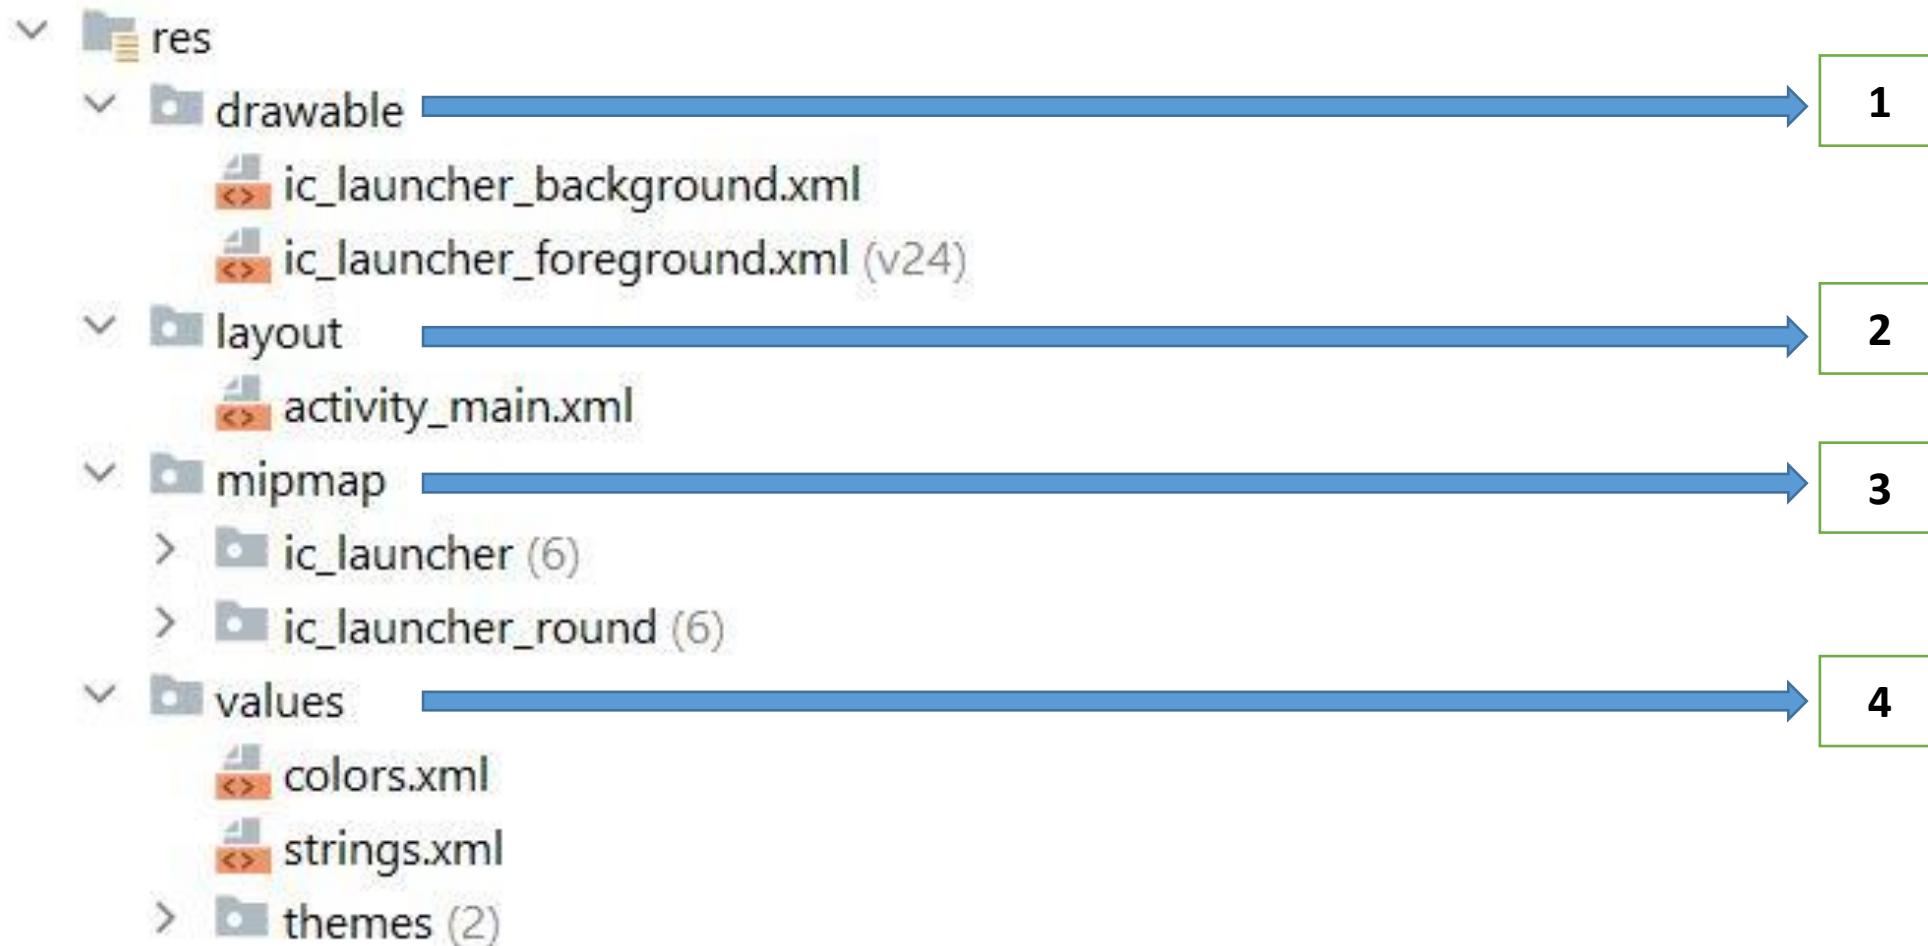 res
drawable 1
ic_launcher_background.xml
ic_launcher_foreground.xml (v24)
layout 2
activity_main.xml
mipmap 3
ic_launcher (6)
ic_launcher_round (6)
values 4
colors.xml
strings.xml
themes (2)